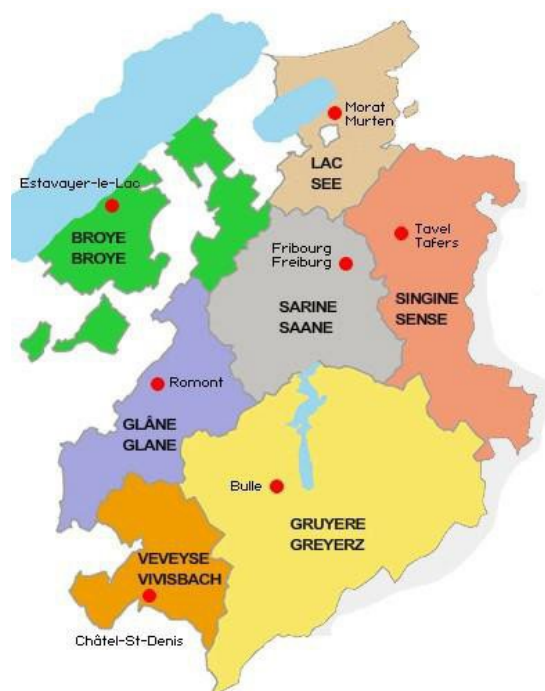 Morat
Murten
LAC
SEE
Estavayer-le-Lac
BROYE
BROYE
Tavel
Tafers
Fribourg
Freiburg
SINGINE
SENSE
SARINE
SAANE
Romont
GLÂNE
GLANE
Bulle
GRUYERE
GREYERZ
VEVEYSE
VIVISBACH
Châtel-St-Denis